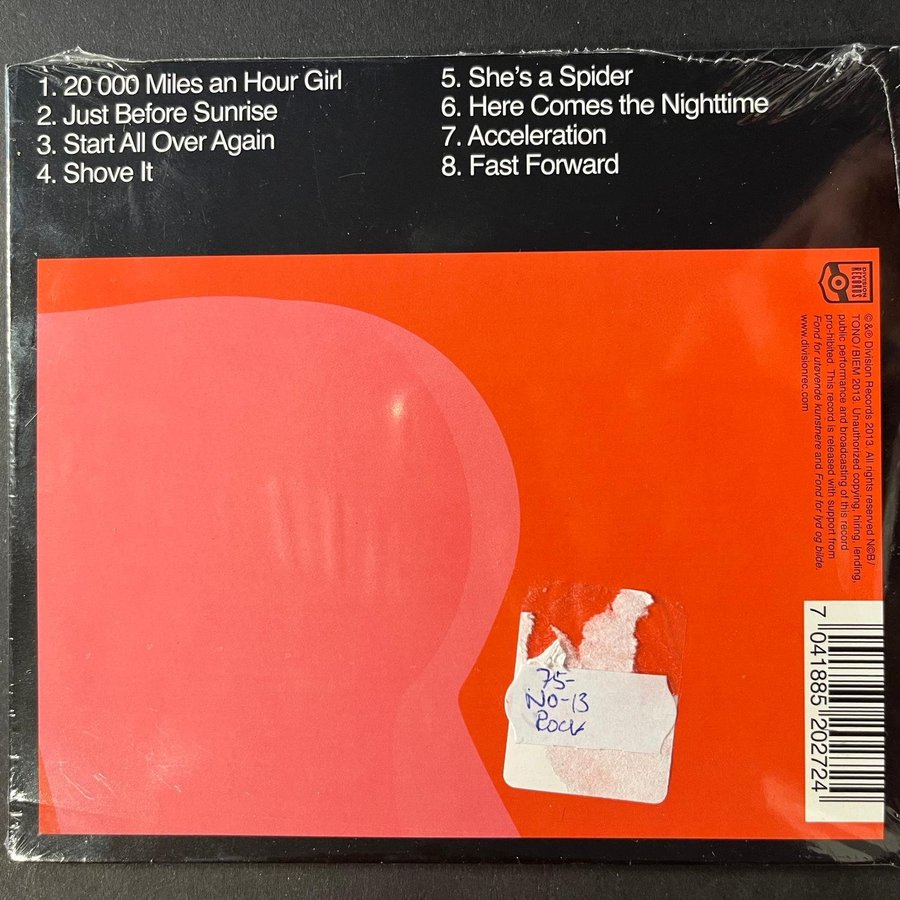 1. 20 000 Miles an Hour Girl
2. Just Before Sunrise
3. Start All Over Again
4. Shove It
5. She's a Spider
6. Here Comes the Nighttime
7. Acceleration
8. Fast Forward
DIVISION
RECORDS
©&℗ Division Records 2013. All rights reserved N©B/
TONO/BIEM 2013. Unauthorized copying, hiring, lending,
public performance and broadcasting of this record
pro-hibited. This record is released with support from
Fond for utøvende kunstnere and Fond for lyd og bilde.
www.divisionrec.com
75-
NO-13
Rock
7 041885 202724